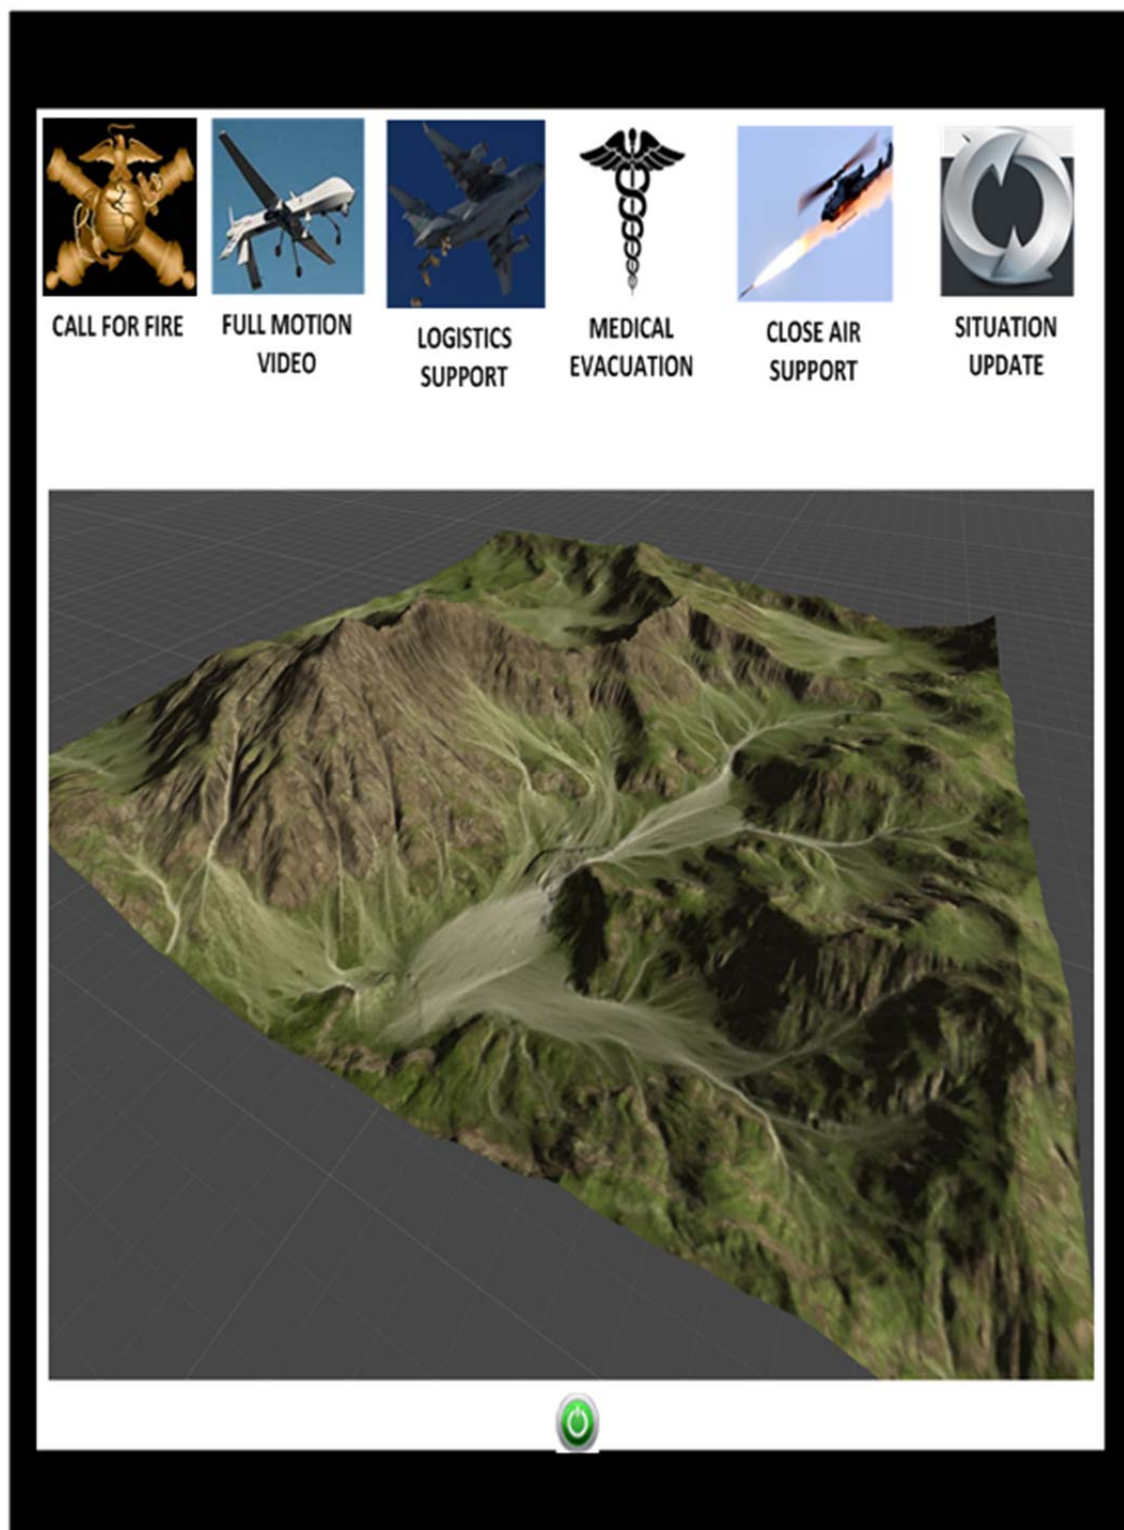 CALL FOR FIRE
FULL MOTION
VIDEO
LOGISTICS
SUPPORT
MEDICAL
EVACUATION
CLOSE AIR
SUPPORT
SITUATION
UPDATE